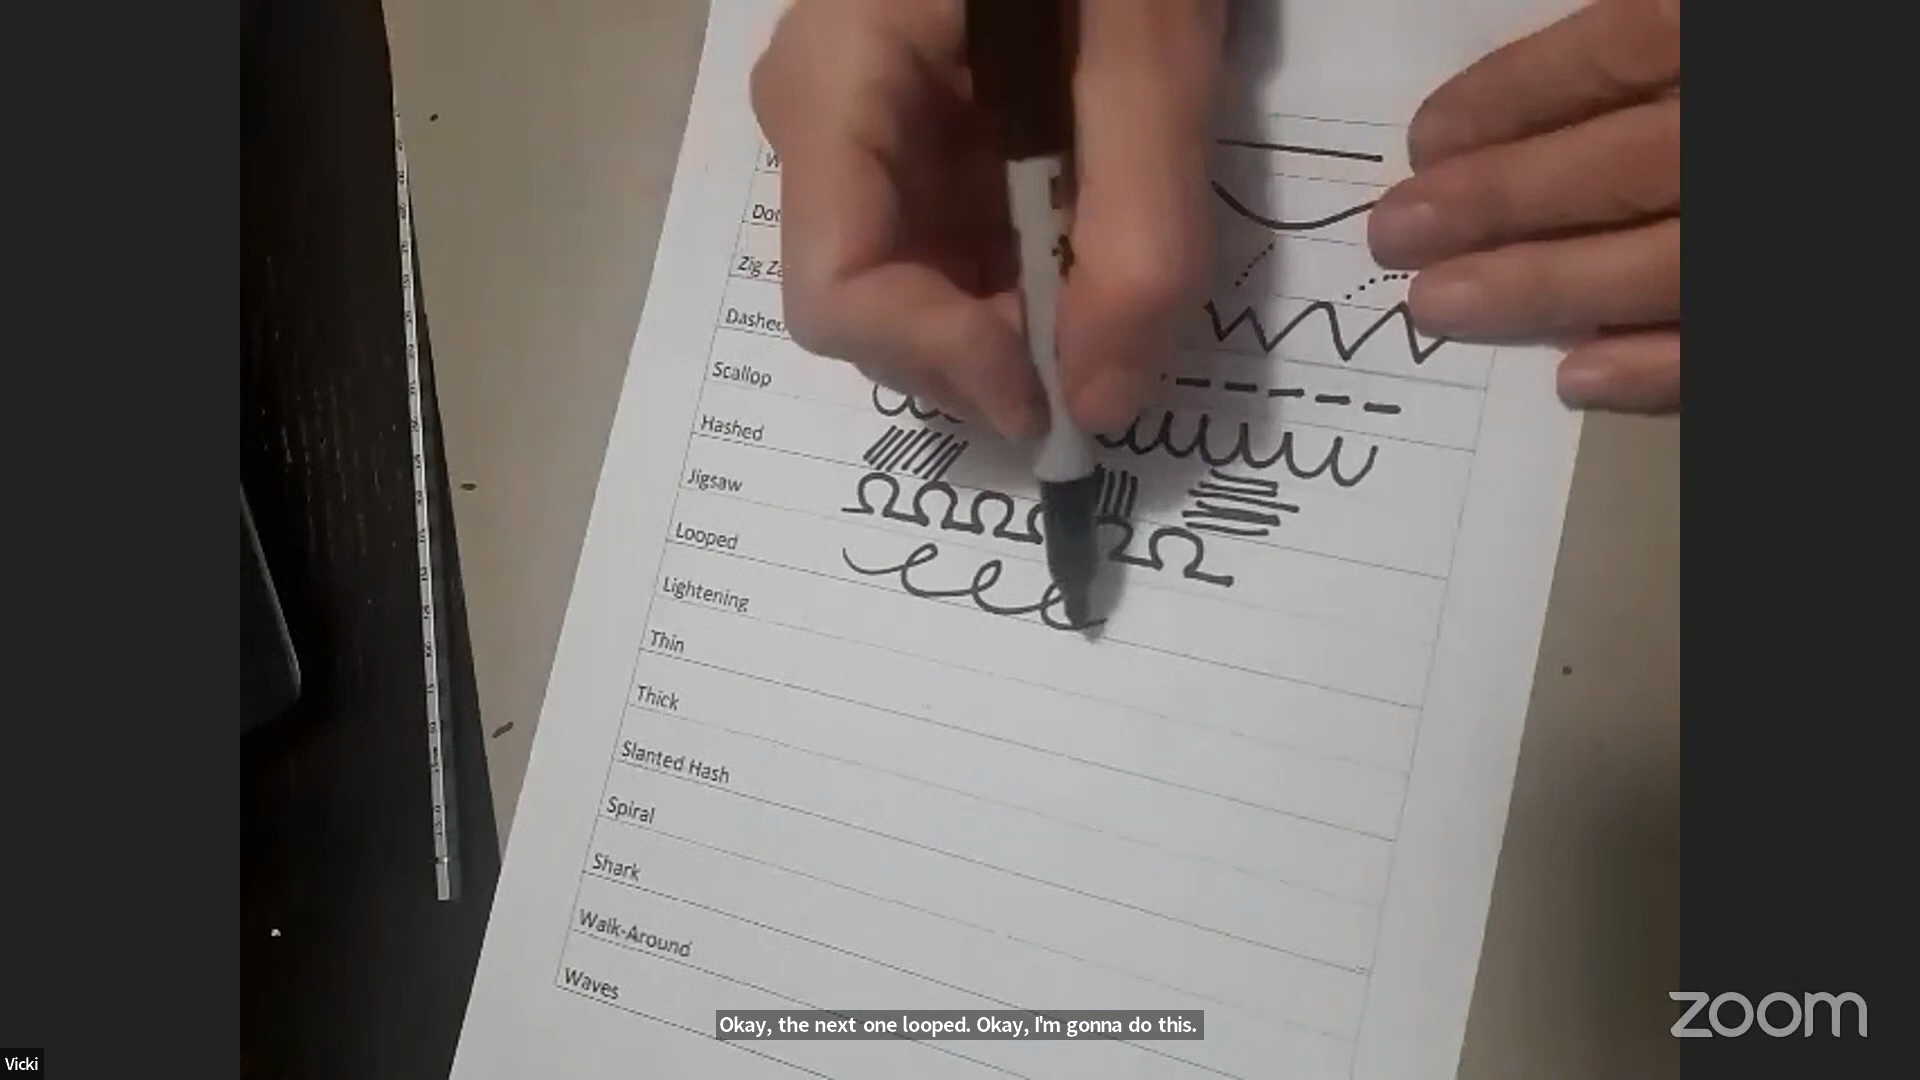 Zig
Dashed
Scallop
Hashed
Jigsaw
Looped
Lightening
Thin
Thick
Slanted Hash
Spiral
Shark
Walk-Around
Waves
Okay, the next one looped. Okay, I'm gonna do this.
zoom
Vicki